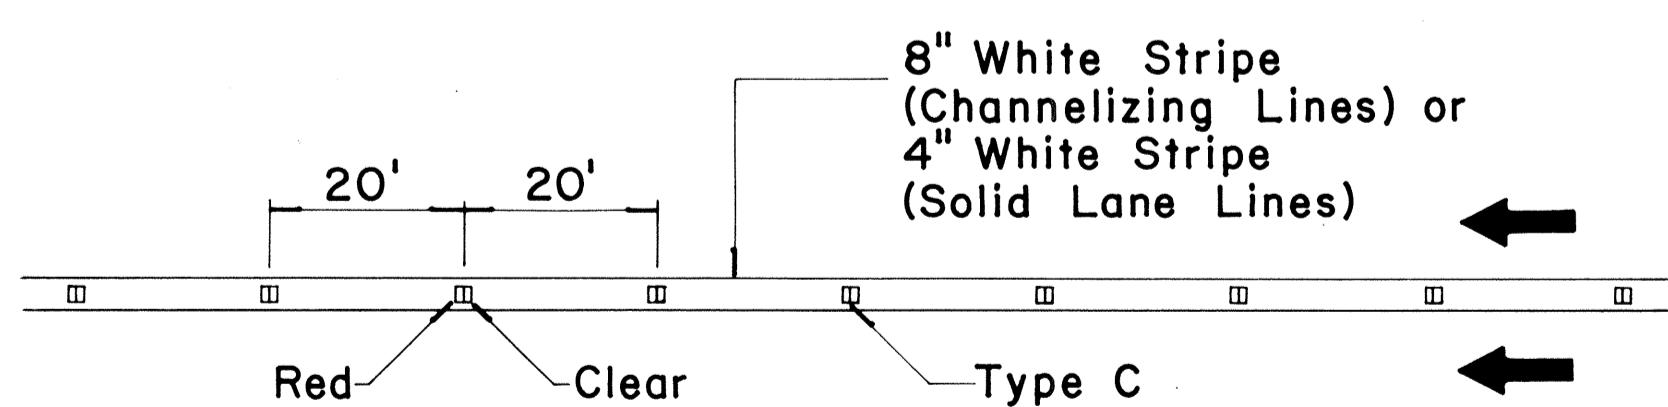 8" White Stripe
(Channelizing Lines) or
4" White Stripe
(Solid Lane Lines)
20' 20'
Red Clear Type C